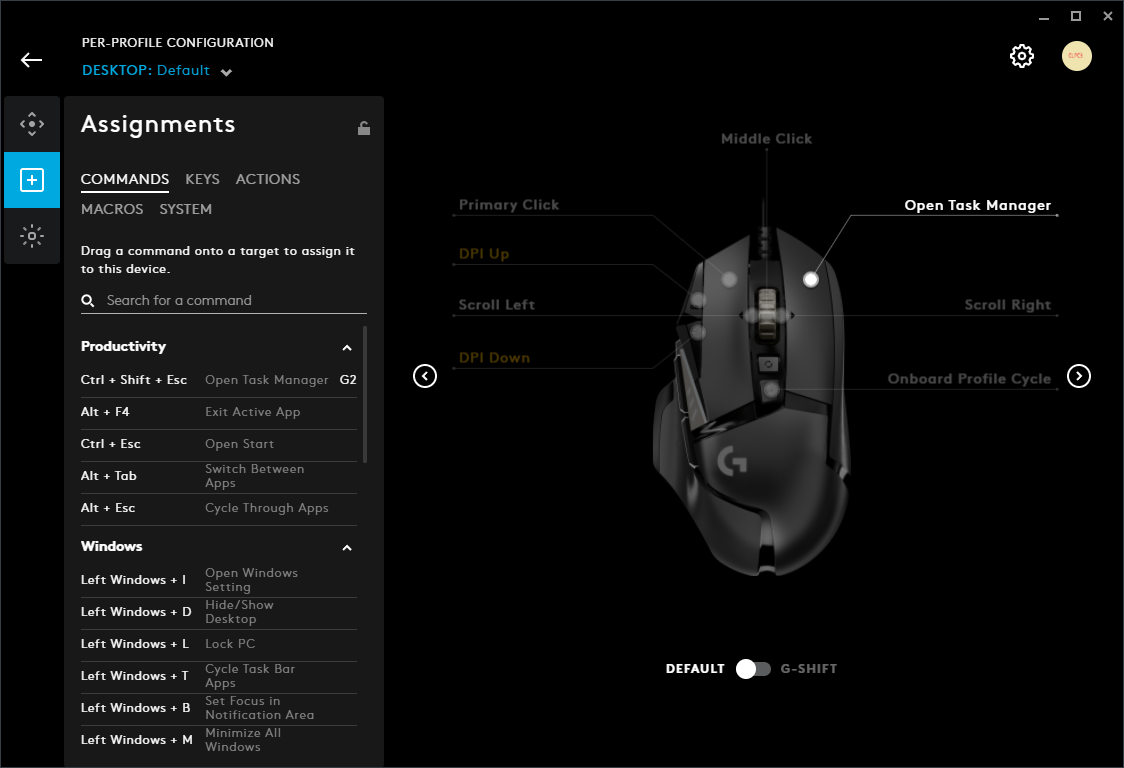 PER-PROFILE CONFIGURATION
DESKTOP: Default
Assignments
COMMANDS KEYS ACTIONS
MACROS SYSTEM
Drag a command onto a target to assign it
to this device.
Search for a command
Productivity
Ctrl + Shift + Esc Open Task Manager G2
Alt + F4 Exit Active App
Ctrl + Esc Open Start
Alt + Tab Switch Between
Apps
Alt + Esc Cycle Through Apps
Windows
Left Windows + I Open Windows
Setting
Left Windows + D Hide/Show
Desktop
Left Windows + L Lock PC
Left Windows + T Cycle Task Bar
Apps
Left Windows + B Set Focus in
Notification Area
Left Windows + M Minimize All
Windows
Middle Click
Primary Click
Open Task Manager
DPI Up
Scroll Left
Scroll Right
DPI Down
Onboard Profile Cycle
DEFAULT G-SHIFT